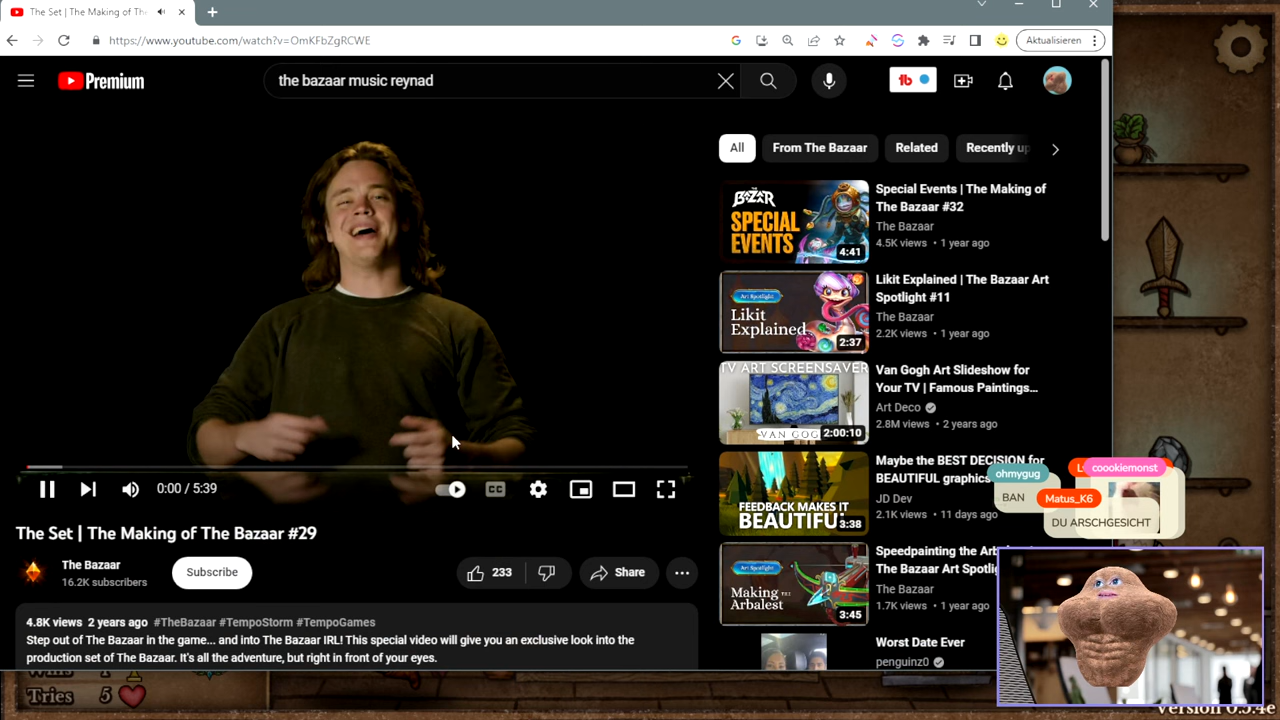 The Set | The Making of The
https://www.youtube.com/watch?v=OmKFbZgRCWE
Aktualisieren
Premium
the bazaar music reynad
All
From The Bazaar
Related
Recently up
THE BAZAAR
SPECIAL
EVENTS
4:41
Special Events | The Making of
The Bazaar #32
The Bazaar
4.5K views • 1 year ago
Art Spotlight
Likit
Explained
2:37
Likit Explained | The Bazaar Art
Spotlight #11
The Bazaar
2.2K views • 1 year ago
TV ART SCREENSAVER
VAN GOG
2:00:10
Van Gogh Art Slideshow for
Your TV | Famous Paintings...
Art Deco
2.8M views • 2 years ago
FEEDBACK MAKES IT
BEAUTIFU
3:38
Maybe the BEST DECISION for
BEAUTIFUL graphics
JD Dev
2.1K views • 11 days ago
Art Spotlight
Making THE
Arbalest
3:45
Speedpainting the Ar
The Bazaar Art Spotli
The Bazaar
1.7K views • 1 year ago
Worst Date Ever
penguinz0
0:00 / 5:39
CC
The Set | The Making of The Bazaar #29
The Bazaar
16.2K subscribers
Subscribe
233
Share
4.8K views 2 years ago #TheBazaar #TempoStorm #TempoGames
Step out of The Bazaar in the game... and into The Bazaar IRL! This special video will give you an exclusive look into the
production set of The Bazaar. It's all the adventure, but right in front of your eyes.
ohmygug
BAN
coookiemonst
Matus_K6
DU ARSCHGESICHT
Tries 5